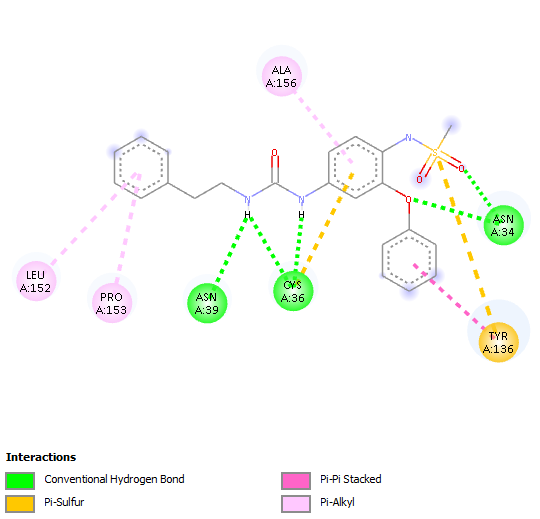 ALA
A:156
N
S
O
O
O
N
H
N
H
O
ASN
A:34
LEU
A:152
PRO
A:153
ASN
A:39
CYS
A:36
TYR
A:136
Interactions
Conventional Hydrogen Bond
Pi-Sulfur
Pi-Pi Stacked
Pi-Alkyl